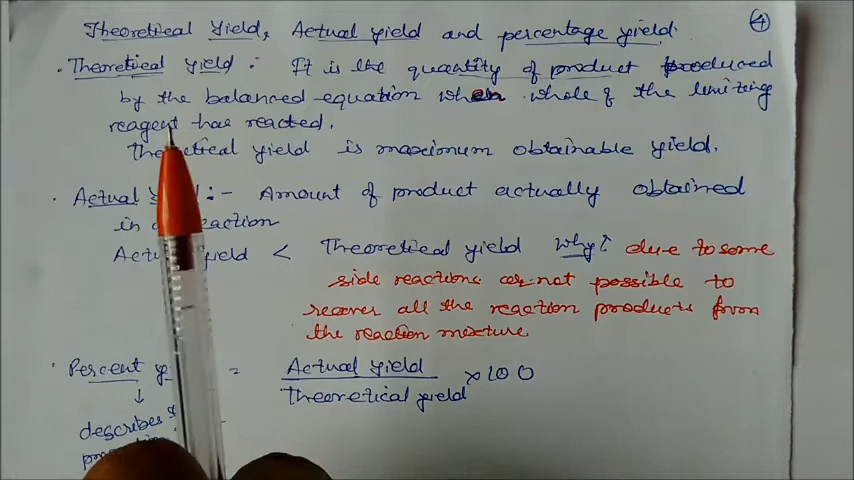 4
Theoretical Yield, Actual yield and percentage yield.
Theoretical yield : It is the quantity of product produced
by the balanced equation when whole of the limiting
reagent has reacted.
yield is maximum obtainable yield.
Actual :- Amount of product actually obtained
in
Actual yield < Theoretical yield why? due to some
side reactions or not possible to
recover all the reaction products from
the reaction mixture
Percent = Actual yield × 100
Theoretical yield
↓
describes